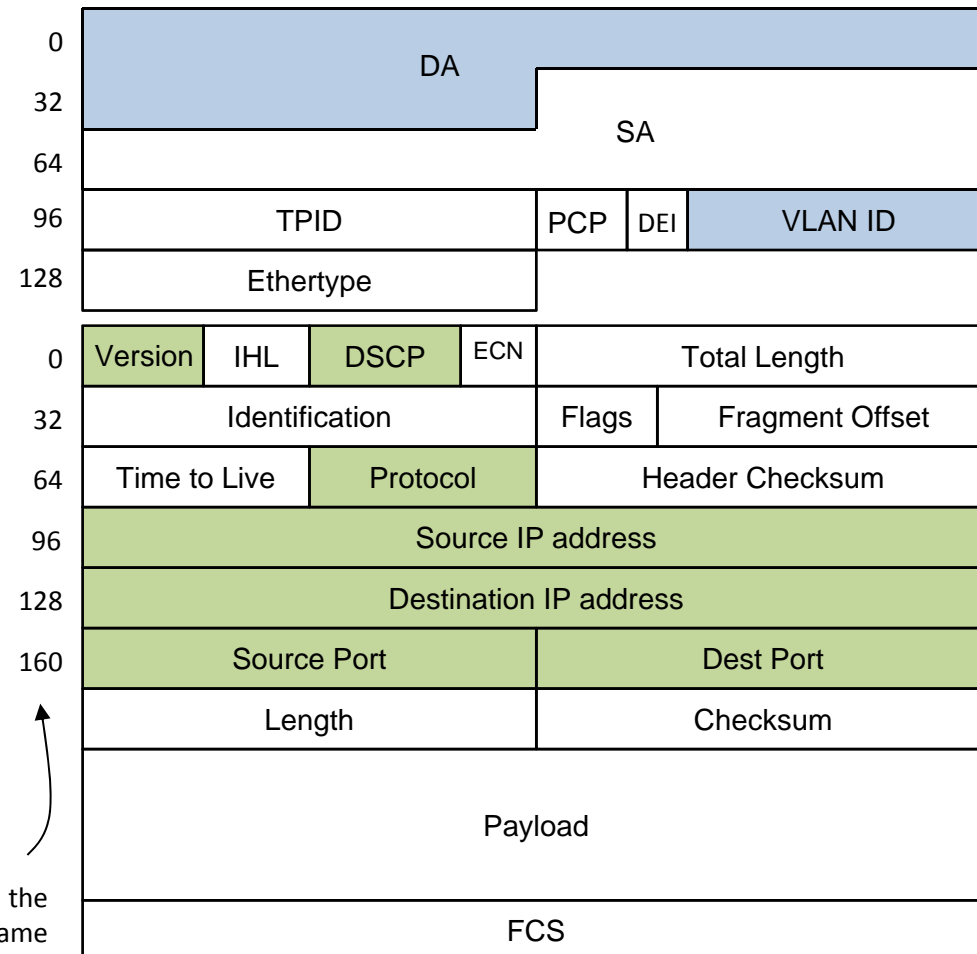 0
DA
32
SA
64
96 TPID PCP DEI VLAN ID
128 Ethertype
0 Version IHL DSCP ECN Total Length
32 Identification Flags Fragment Offset
64 Time to Live Protocol Header Checksum
96 Source IP address
128 Destination IP address
160 Source Port Dest Port
Length Checksum
Payload
the
ame
FCS